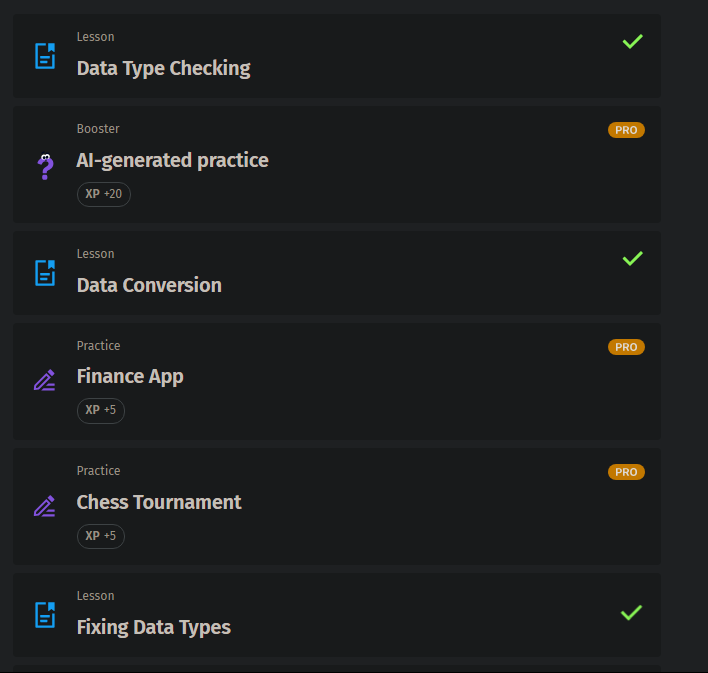 Lesson
Data Type Checking
Booster
PRO
AI-generated practice
XP +20
Lesson
Data Conversion
Practice
PRO
Finance App
XP +5
Practice
PRO
Chess Tournament
XP +5
Lesson
Fixing Data Types